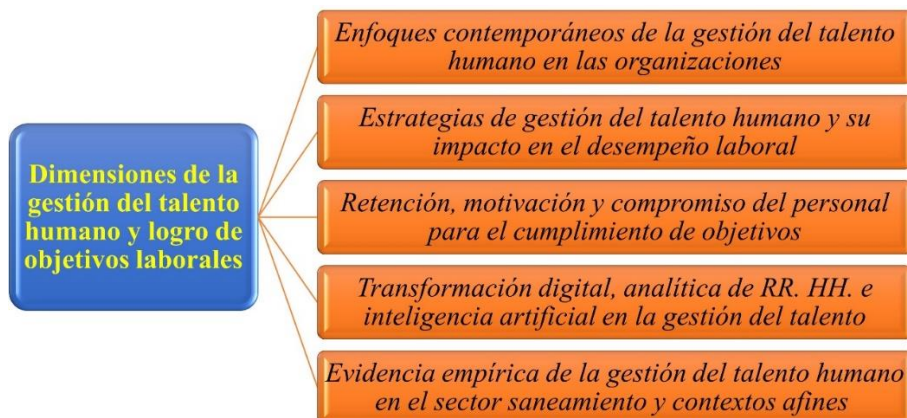 Dimensiones de la
gestión del talento
humano y logro de
objetivos laborales
Enfoques contemporáneos de la gestión del talento
humano en las organizaciones
Estrategias de gestión del talento humano y su
impacto en el desempeño laboral
Retención, motivación y compromiso del personal
para el cumplimiento de objetivos
Transformación digital, analítica de RR. HH. e
inteligencia artificial en la gestión del talento
Evidencia empírica de la gestión del talento humano
en el sector saneamiento y contextos afines